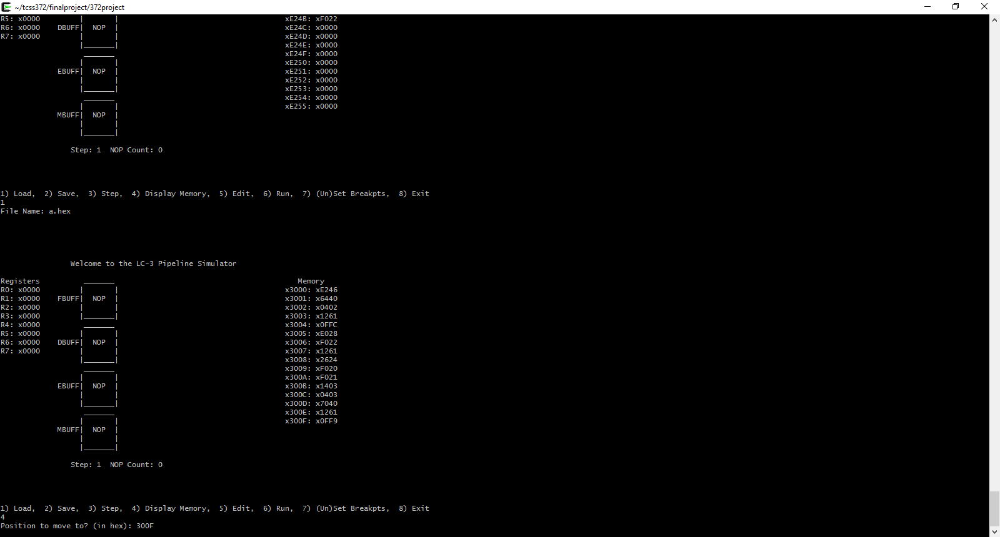 ~/tcss372/finalproject/372project
R5: x0000 | | xE24B: xF022
R6: x0000 DBUFF| NOP | xE24C: x0000
R7: x0000 | | xE24D: x0000
|_______| xE24E: x0000
_______ xE24F: x0000
| | xE250: x0000
EBUFF| NOP | xE251: x0000
| | xE252: x0000
|_______| xE253: x0000
_______ xE254: x0000
| | xE255: x0000
MBUFF| NOP |
| |
|_______|
Step: 1 NOP Count: 0
1) Load, 2) Save, 3) Step, 4) Display Memory, 5) Edit, 6) Run, 7) (Un)Set Breakpts, 8) Exit
1
File Name: a.hex
Welcome to the LC-3 Pipeline Simulator
Registers _______ Memory
R0: x0000 | | x3000: xE246
R1: x0000 FBUFF| NOP | x3001: x6440
R2: x0000 | | x3002: x0402
R3: x0000 |_______| x3003: x1261
R4: x0000 _______ x3004: x0FFC
R5: x0000 | | x3005: xE028
R6: x0000 DBUFF| NOP | x3006: xF022
R7: x0000 | | x3007: x1261
|_______| x3008: x2624
_______ x3009: xF020
| | x300A: xF021
EBUFF| NOP | x300B: x1403
| | x300C: x0403
|_______| x300D: x7040
_______ x300E: x1261
| | x300F: x0FF9
MBUFF| NOP |
| |
|_______|
Step: 1 NOP Count: 0
1) Load, 2) Save, 3) Step, 4) Display Memory, 5) Edit, 6) Run, 7) (Un)Set Breakpts, 8) Exit
4
Position to move to? (in hex): 300F